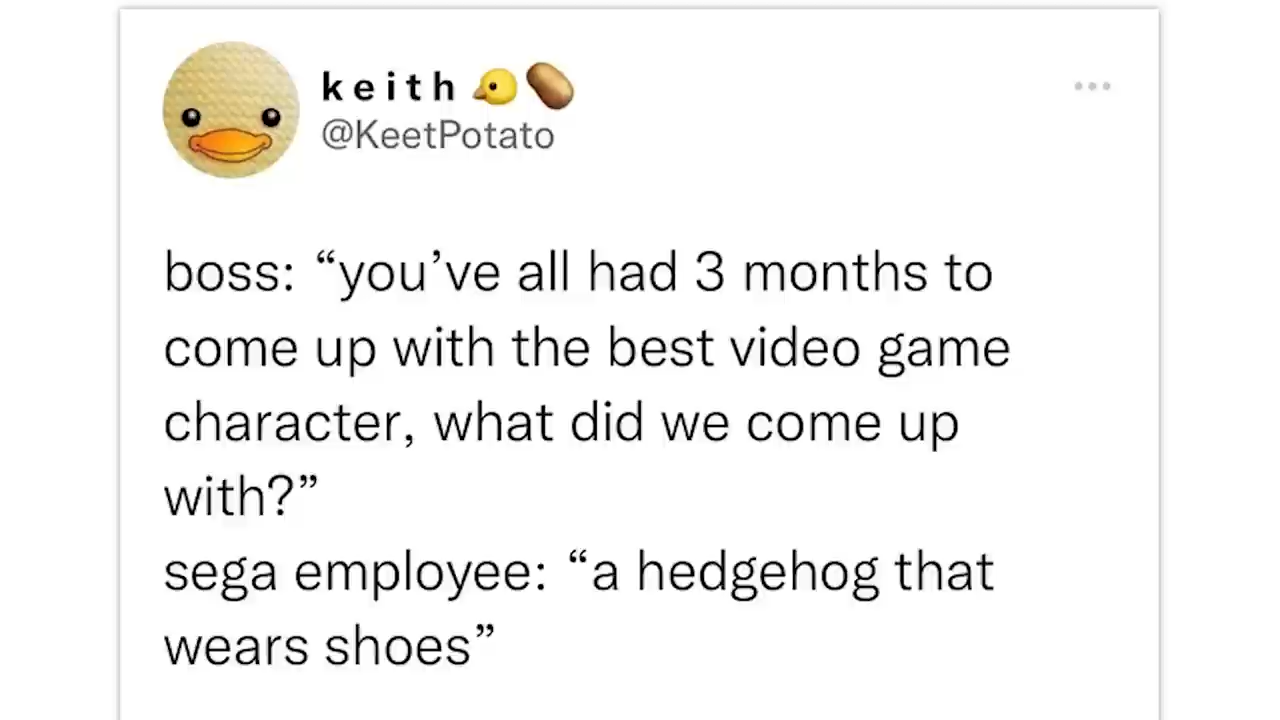 keith 🐤🥔
@KeetPotato
boss: “you’ve all had 3 months to
come up with the best video game
character, what did we come up
with?”
sega employee: “a hedgehog that
wears shoes”